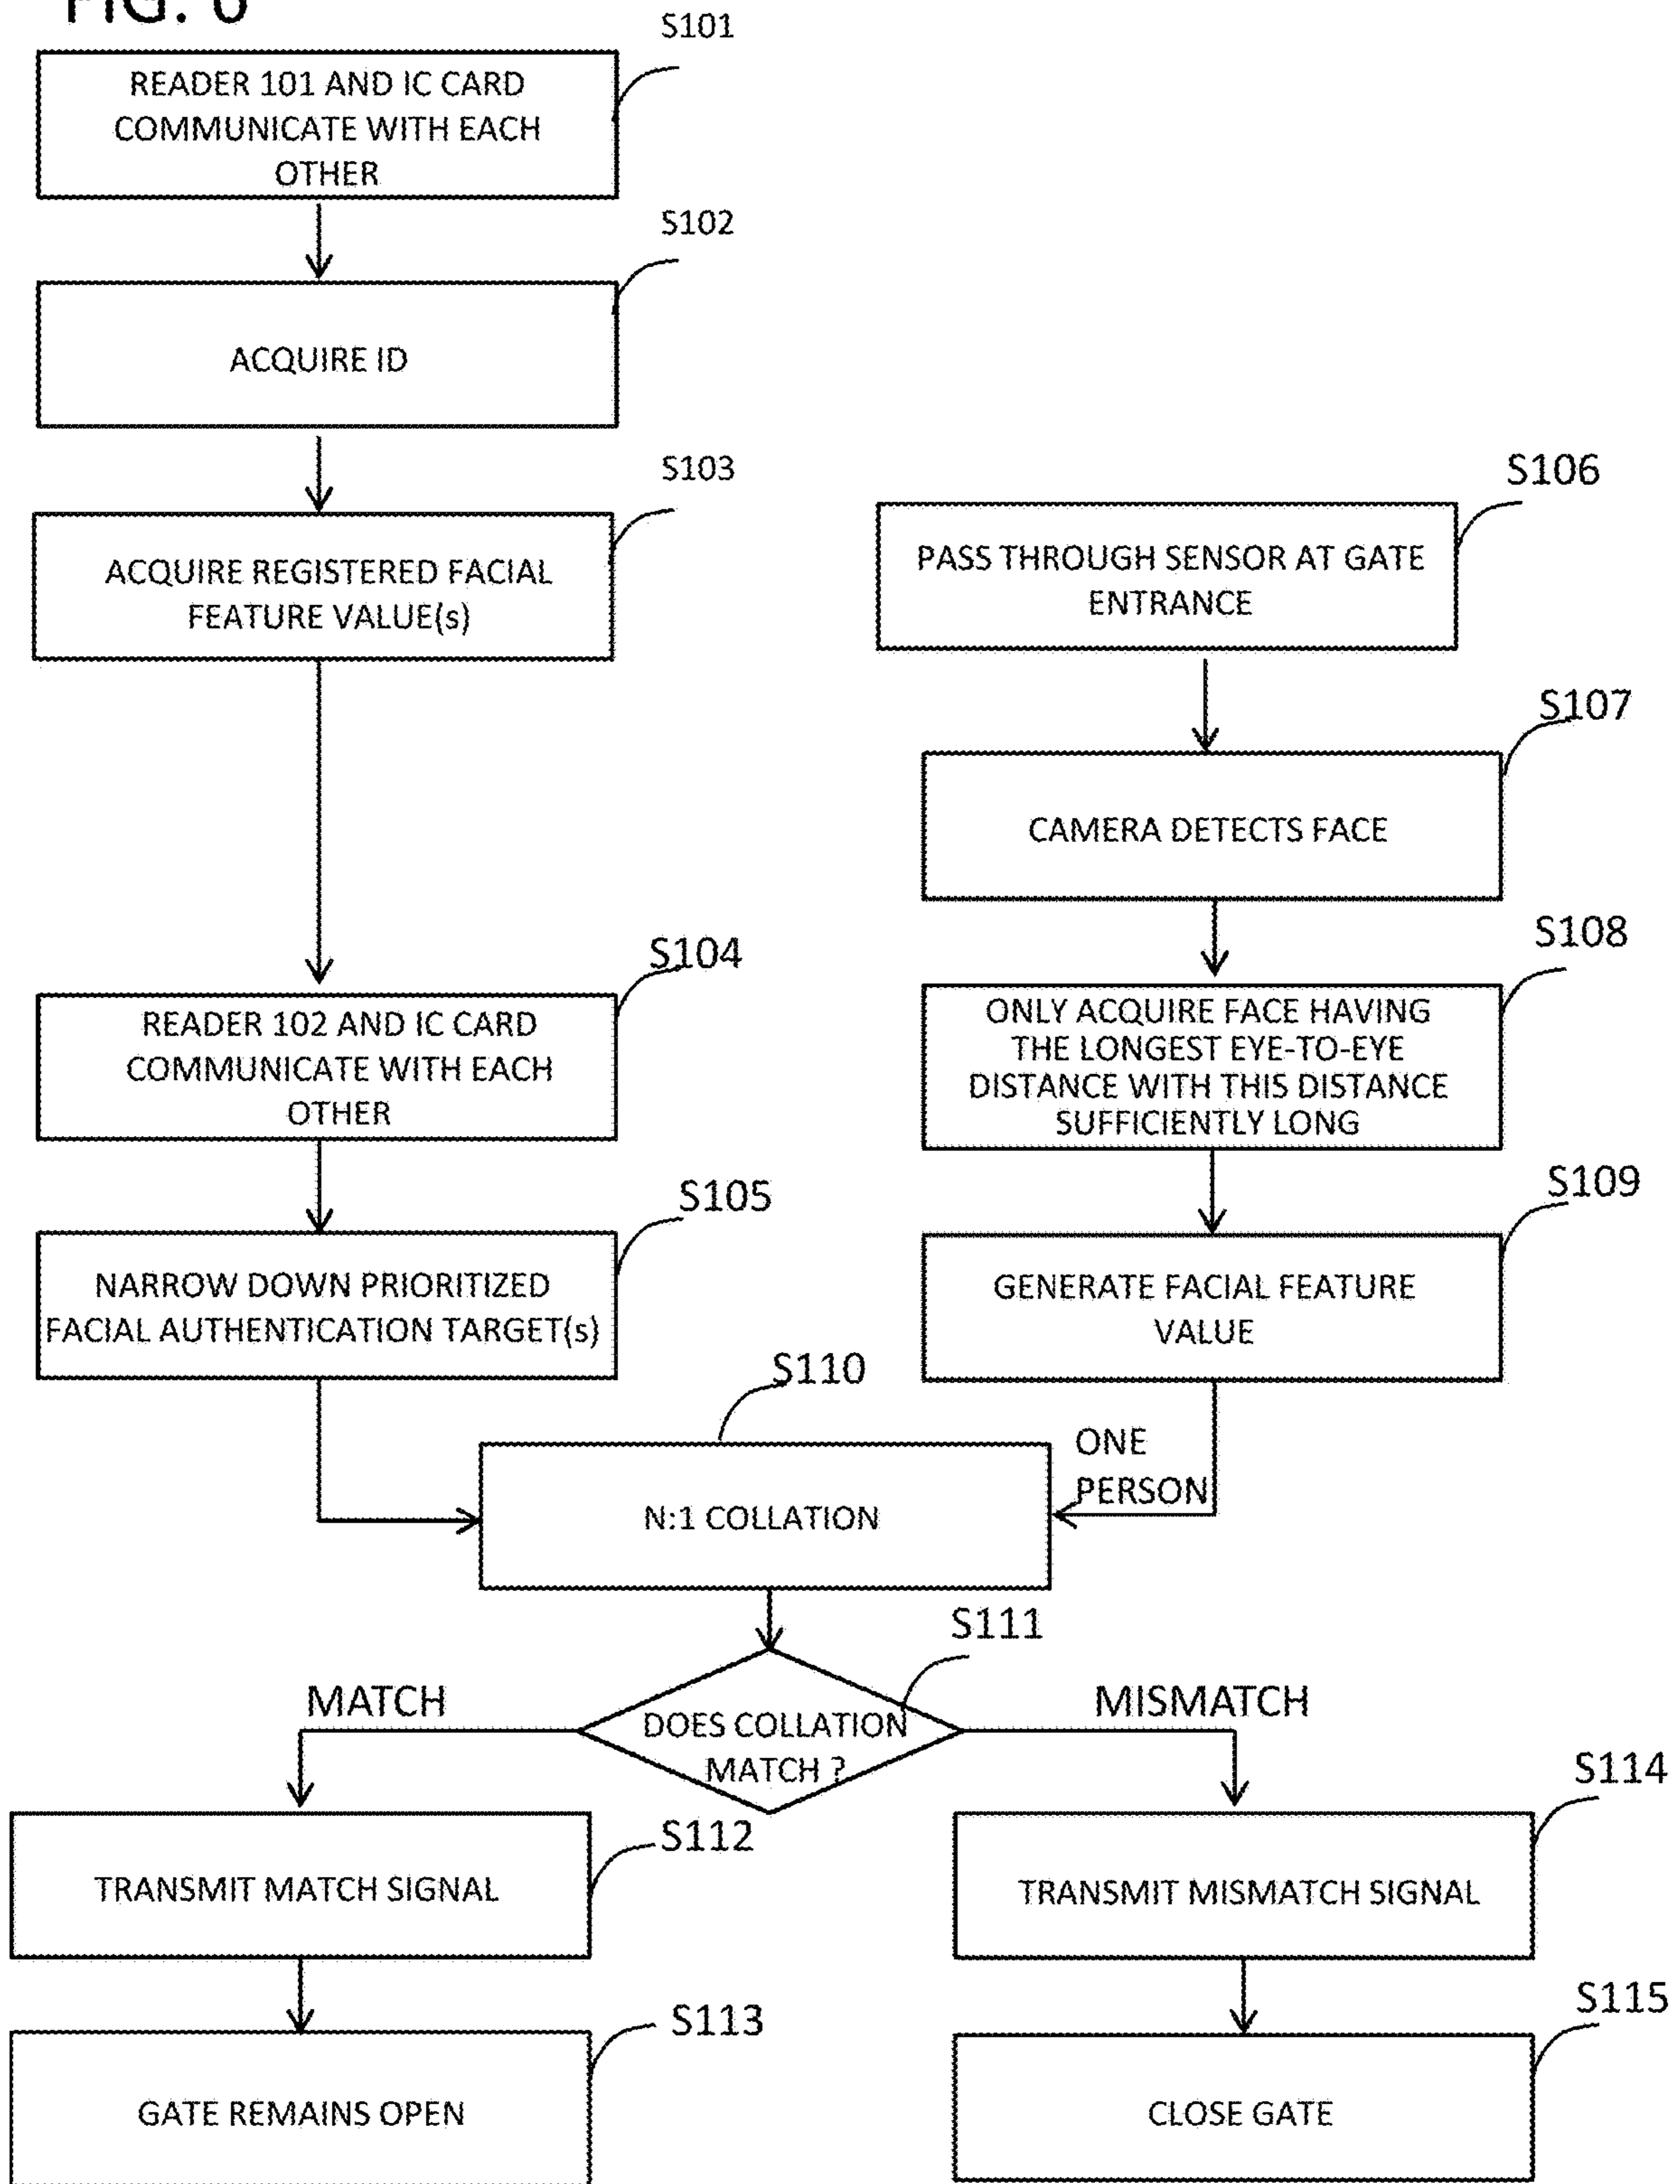 FIG. 6
S101
READER 101 AND IC CARD
COMMUNICATE WITH EACH
OTHER
S102
ACQUIRE ID
S103
ACQUIRE REGISTERED FACIAL
FEATURE VALUE(s)
S106
PASS THROUGH SENSOR AT GATE
ENTRANCE
S107
CAMERA DETECTS FACE
S104
READER 102 AND IC CARD
COMMUNICATE WITH EACH
OTHER
S108
ONLY ACQUIRE FACE HAVING
THE LONGEST EYE-TO-EYE
DISTANCE WITH THIS DISTANCE
SUFFICIENTLY LONG
S105
NARROW DOWN PRIORITIZED
FACIAL AUTHENTICATION TARGET(s)
S109
GENERATE FACIAL FEATURE
VALUE
S110
N:1 COLLATION
ONE
PERSON
S111
DOES COLLATION
MATCH ?
MATCH
MISMATCH
S112
TRANSMIT MATCH SIGNAL
S114
TRANSMIT MISMATCH SIGNAL
S113
GATE REMAINS OPEN
S115
CLOSE GATE